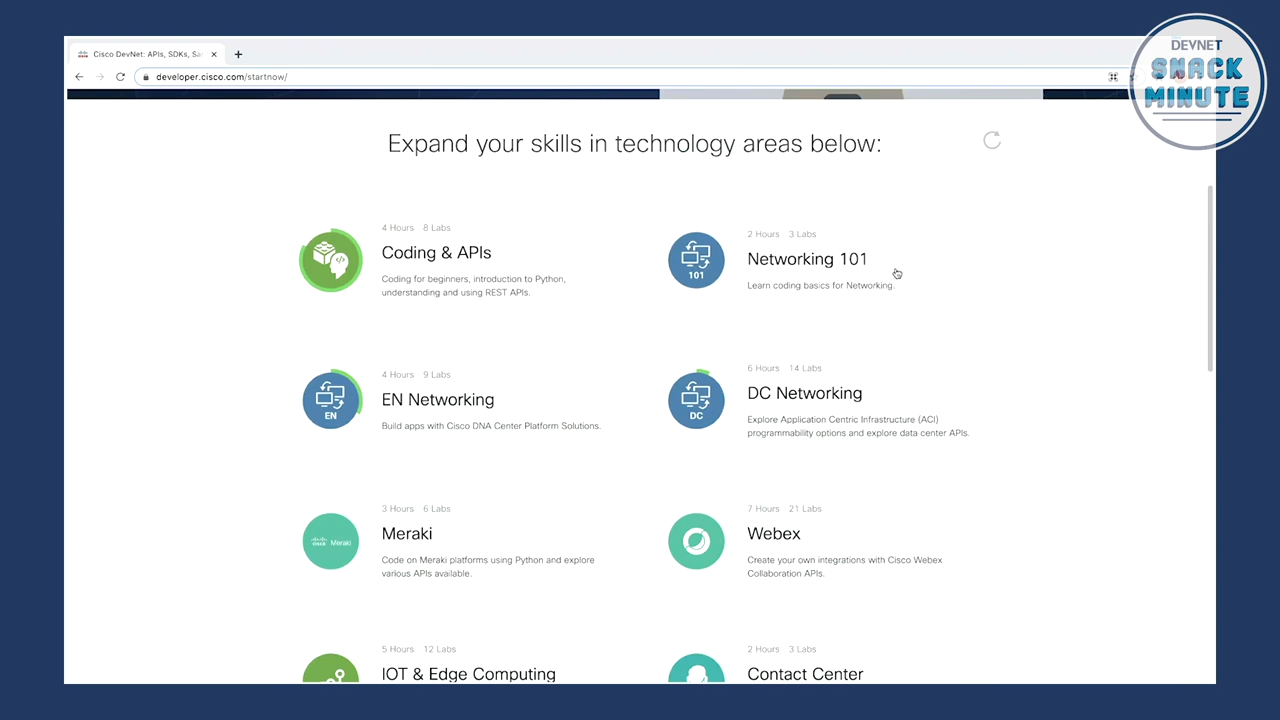 DEVNET
SNACK
MINUTE
Cisco DevNet: APIs, SDKs, Sa
developer.cisco.com/startnow/
Expand your skills in technology areas below:
4 Hours 8 Labs
Coding & APIs
Coding for beginners, introduction to Python,
understanding and using REST APIs.
2 Hours 3 Labs
101
Networking 101
Learn coding basics for Networking.
4 Hours 9 Labs
EN
EN Networking
Build apps with Cisco DNA Center Platform Solutions.
6 Hours 14 Labs
DC
DC Networking
Explore Application Centric Infrastructure (ACI)
programmability options and explore data center APIs.
3 Hours 6 Labs
CISCO Meraki
Meraki
Code on Meraki platforms using Python and explore
various APIs available.
7 Hours 21 Labs
Webex
Create your own integrations with Cisco Webex
Collaboration APIs.
5 Hours 12 Labs
IOT & Edge Computing
2 Hours 3 Labs
Contact Center